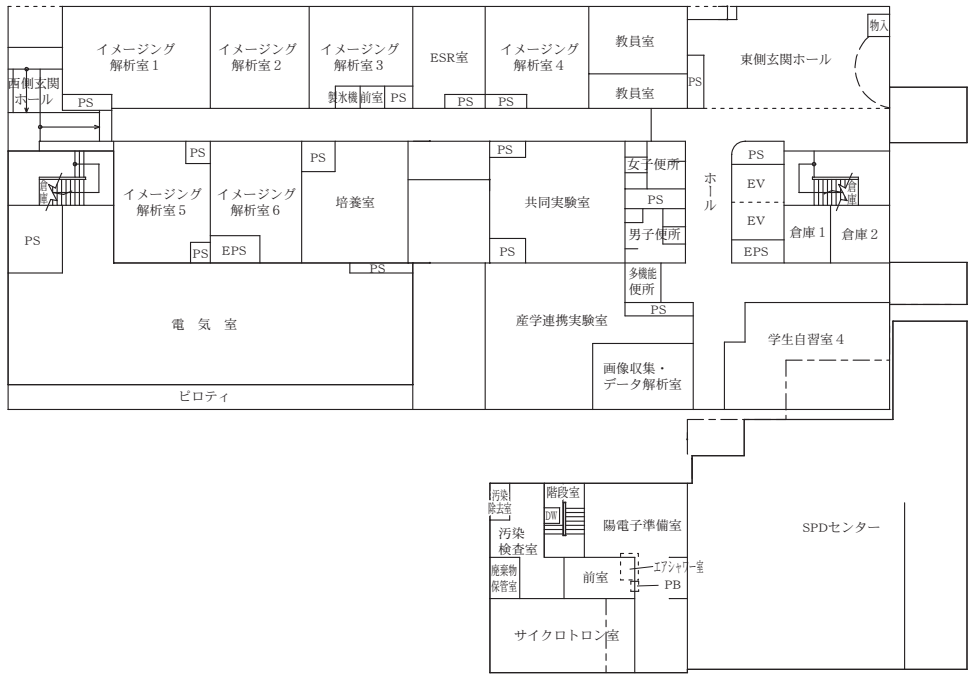 イメージング
解析室1
イメージング
解析室2
イメージング
解析室3
ESR室
イメージング
解析室4
教員室
教員室
東側玄関ホール
物入
西側玄関
ホール
PS
製氷機
前室
PS
PS
PS
PS
PS
PS
PS
女子便所
PS
男子便所
ホール
PS
EV
EV
EPS
倉庫
倉庫
イメージング
解析室5
イメージング
解析室6
培養室
共同実験室
倉庫1
倉庫2
PS
PS
EPS
PS
PS
多機能
便所
PS
電気室
産学連携実験室
学生自習室4
画像収集・
データ解析室
ピロティ
汚染
除去室
階段室
DW
陽電子準備室
汚染
検査室
SPDセンター
廃棄物
保管室
前室
エアシャワー室
PB
サイクロトロン室